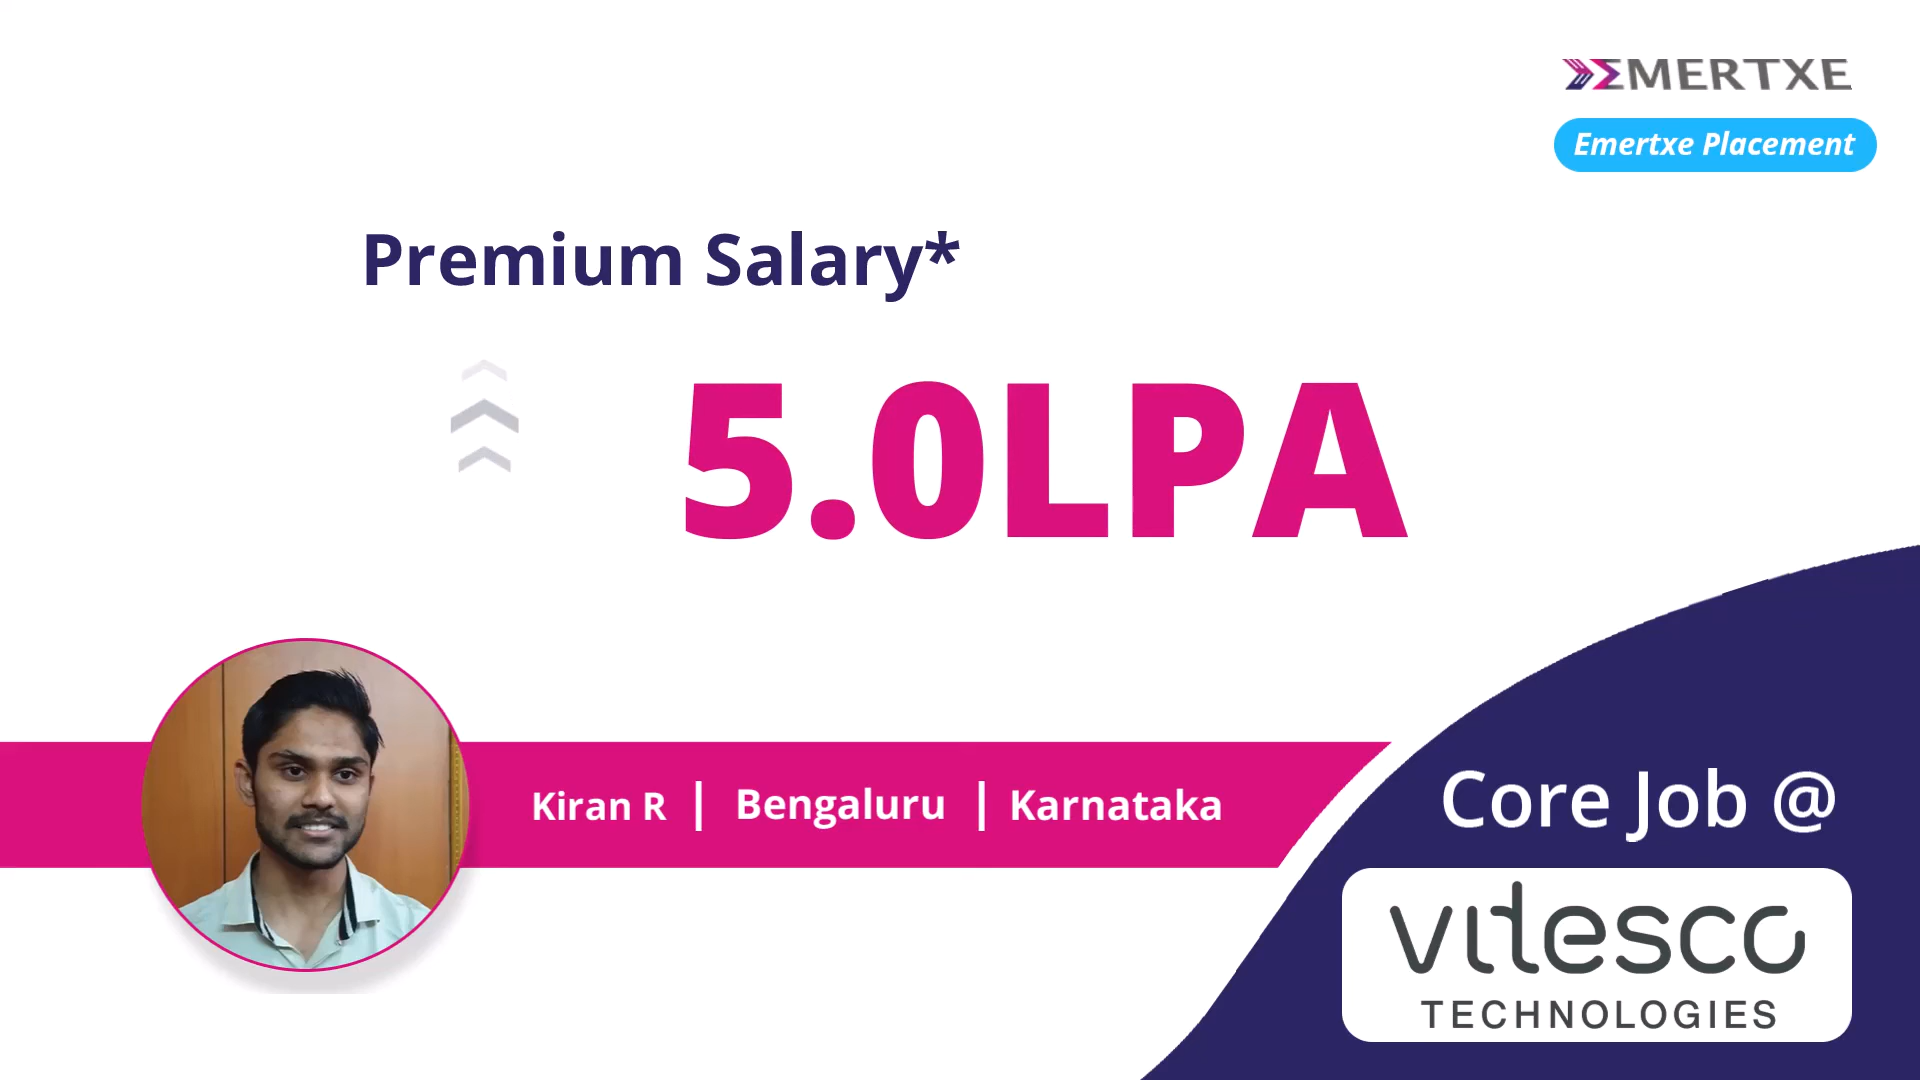 EMERTXE
Emertxe Placement
Premium Salary*
5.0LPA
Kiran R | Bengaluru | Karnataka
Core Job @
vitesco
TECHNOLOGIES